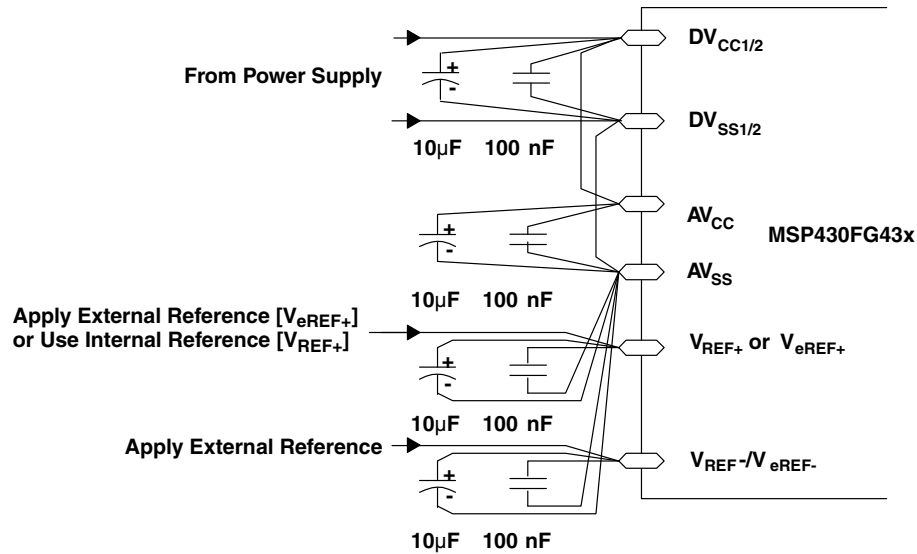 DVCC1/2
From Power Supply
+
-
DVSS1/2
10µF 100 nF
AVCC
MSP430FG43x
+
-
AVSS
10µF 100 nF
Apply External Reference [VeREF+]
or Use Internal Reference [VREF+]
VREF+ or VeREF+
+
-
10µF 100 nF
Apply External Reference
VREF-/VeREF-
+
-
10µF 100 nF